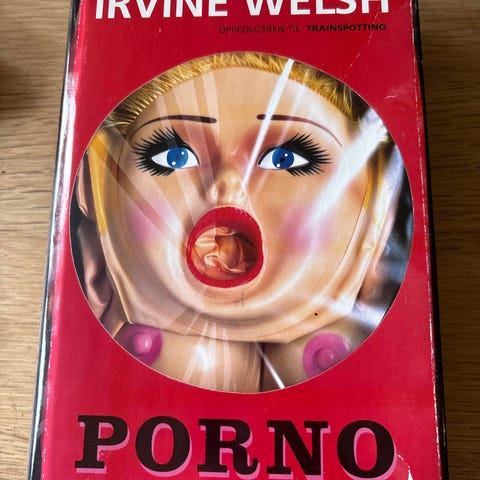 IRVINE WELSH
OPPFØLGEREN TIL TRAINSPOTTING
PORNO